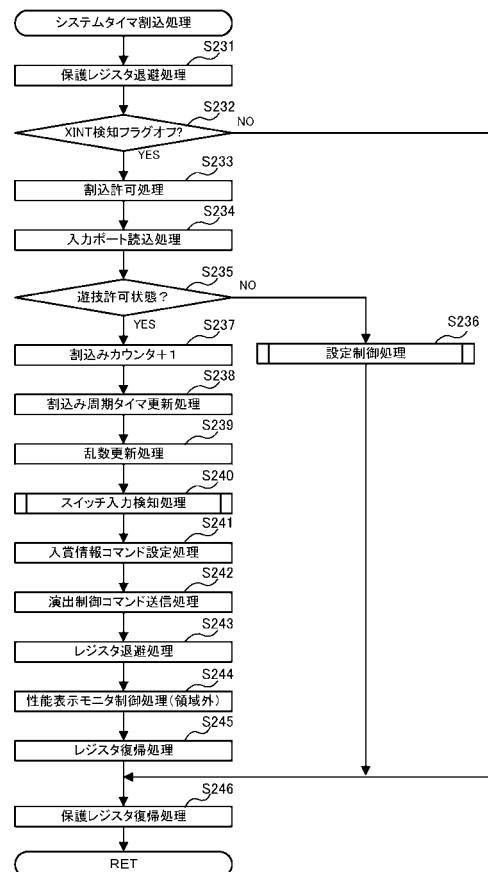 システムタイマ割込処理
S231
保護レジスタ退避処理
S232
XINT検知フラグオフ?
NO
YES
S233
割込許可処理
S234
入力ポート読込処理
S235
遊技許可状態？
NO
YES
S236
設定制御処理
S237
割込みカウンタ＋１
S238
割込み周期タイマ更新処理
S239
乱数更新処理
S240
スイッチ入力検知処理
S241
入賞情報コマンド設定処理
S242
演出制御コマンド送信処理
S243
レジスタ退避処理
S244
性能表示モニタ制御処理(領域外)
S245
レジスタ復帰処理
S246
保護レジスタ復帰処理
RET